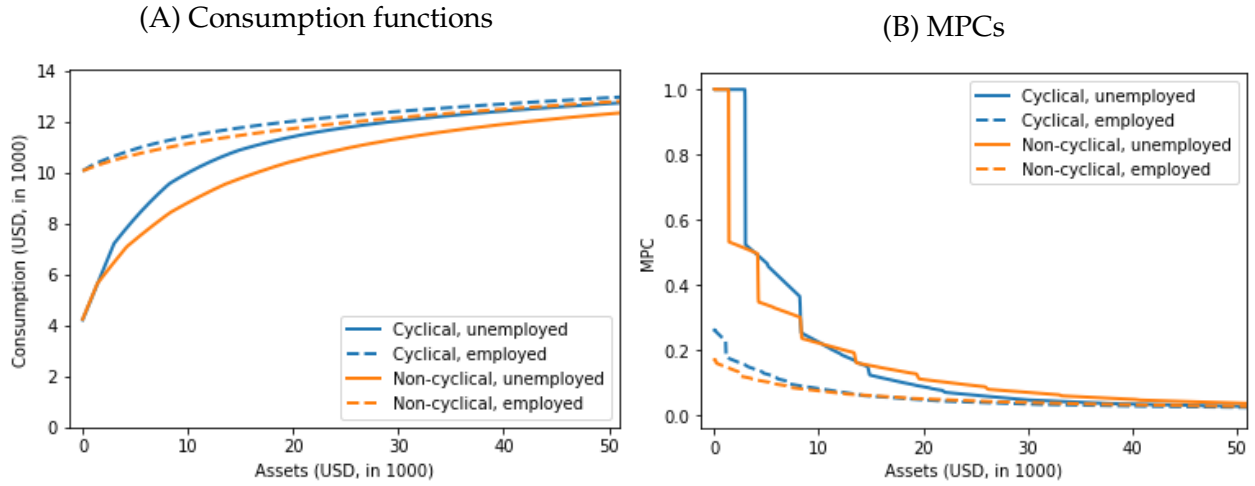 (A) Consumption functions
14
12
10
8
6
4
2
0
Consumption (USD, in 1000)
Cyclical, unemployed
Cyclical, employed
Non-cyclical, unemployed
Non-cyclical, employed
0 10 20 30 40 50
Assets (USD, in 1000)
(B) MPCs
1.0
0.8
0.6
0.4
0.2
0.0
MPC
Cyclical, unemployed
Cyclical, employed
Non-cyclical, unemployed
Non-cyclical, employed
0 10 20 30 40 50
Assets (USD, in 1000)